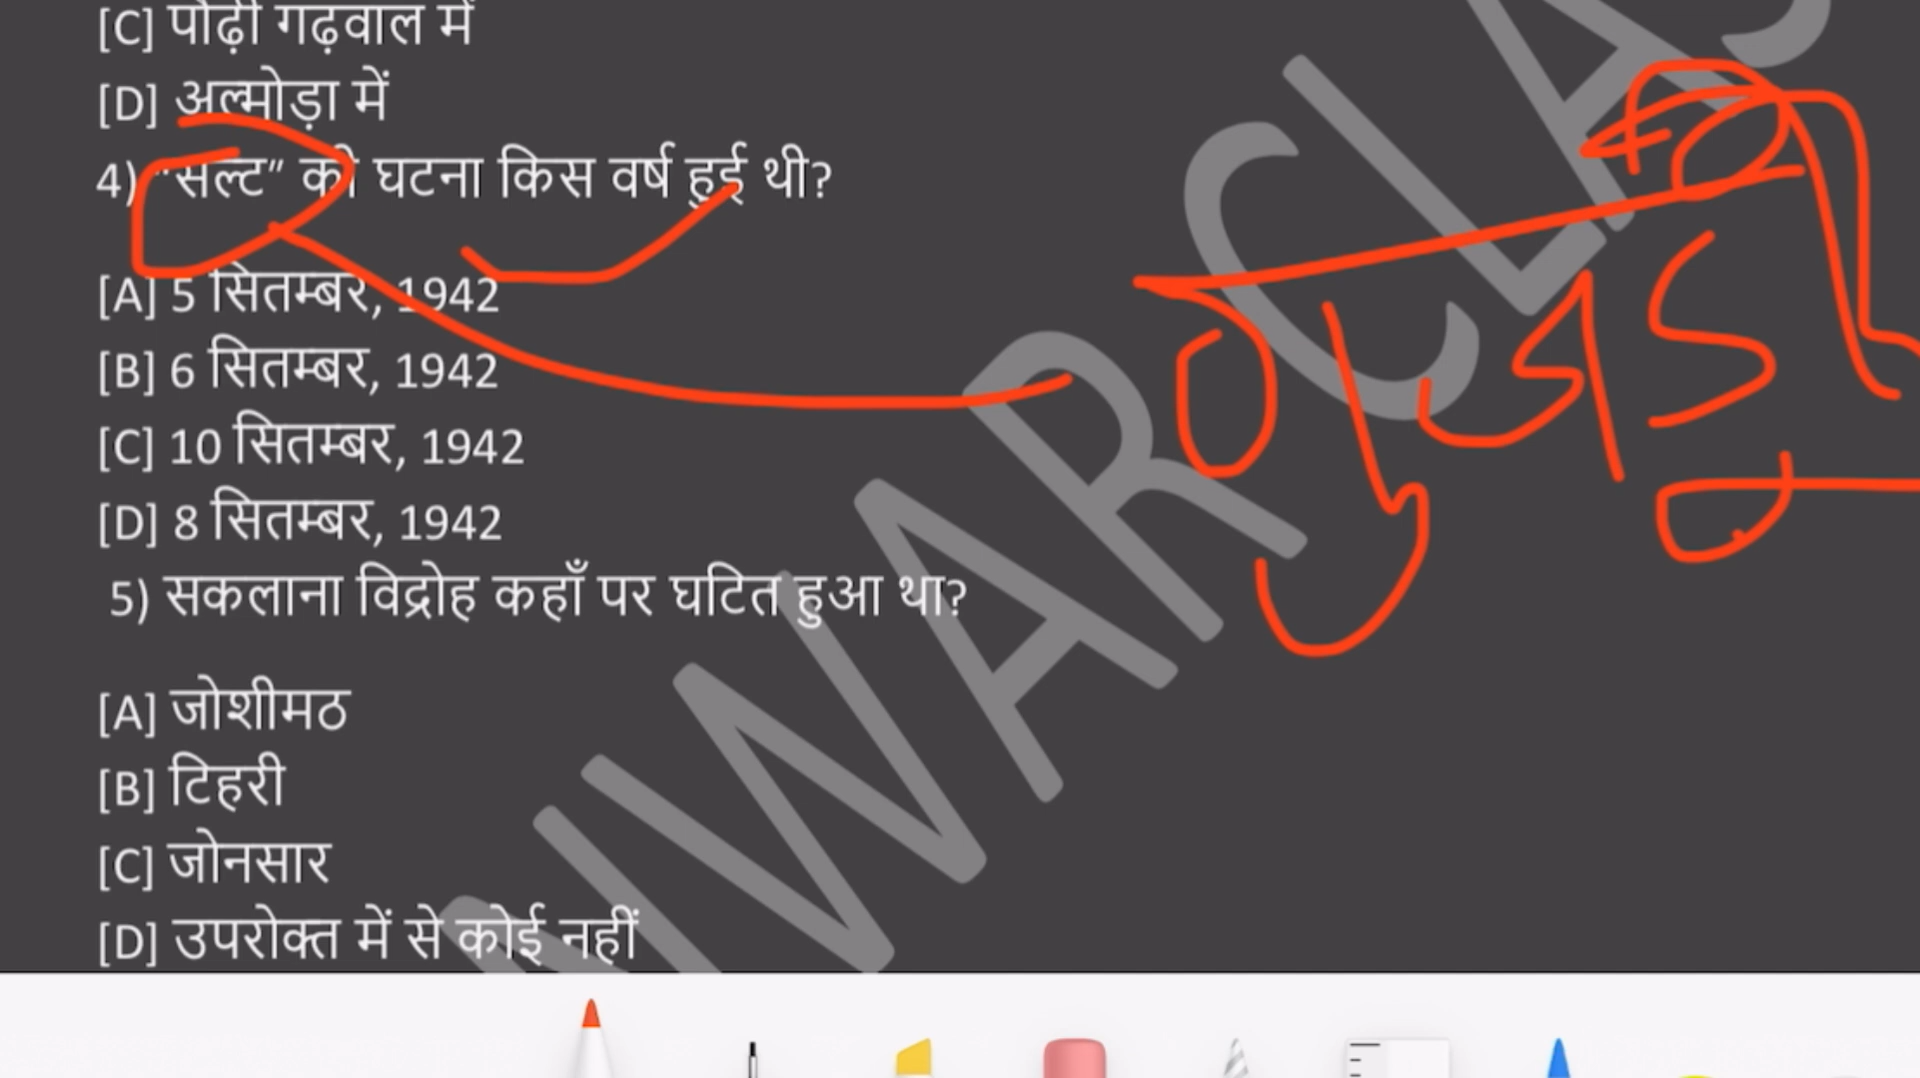 [C] पौढ़ी गढ़वाल में
[D] अल्मोड़ा में
4) "सल्ट" की घटना किस वर्ष हुई थी?
[A] 5 सितम्बर, 1942
[B] 6 सितम्बर, 1942
[C] 10 सितम्बर, 1942
[D] 8 सितम्बर, 1942
5) सकलाना विद्रोह कहाँ पर घटित हुआ था?
[A] जोशीमठ
[B] टिहरी
[C] जोनसार
[D] उपरोक्त में से कोई नहीं